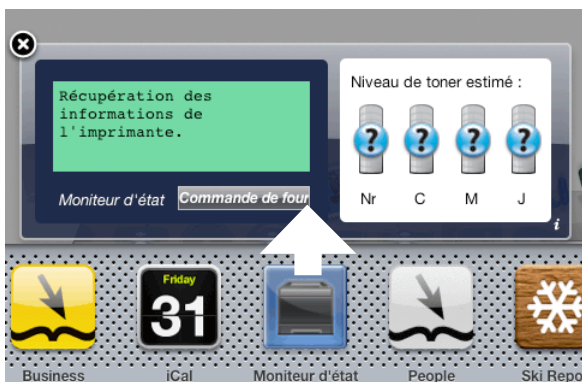 Récupération des
informations de
l'imprimante.
Moniteur d'état
Commande de four
Niveau de toner estimé :
? ? ? ?
Nr C M J
i
Friday
31
Business iCal Moniteur d'état People Ski Repo